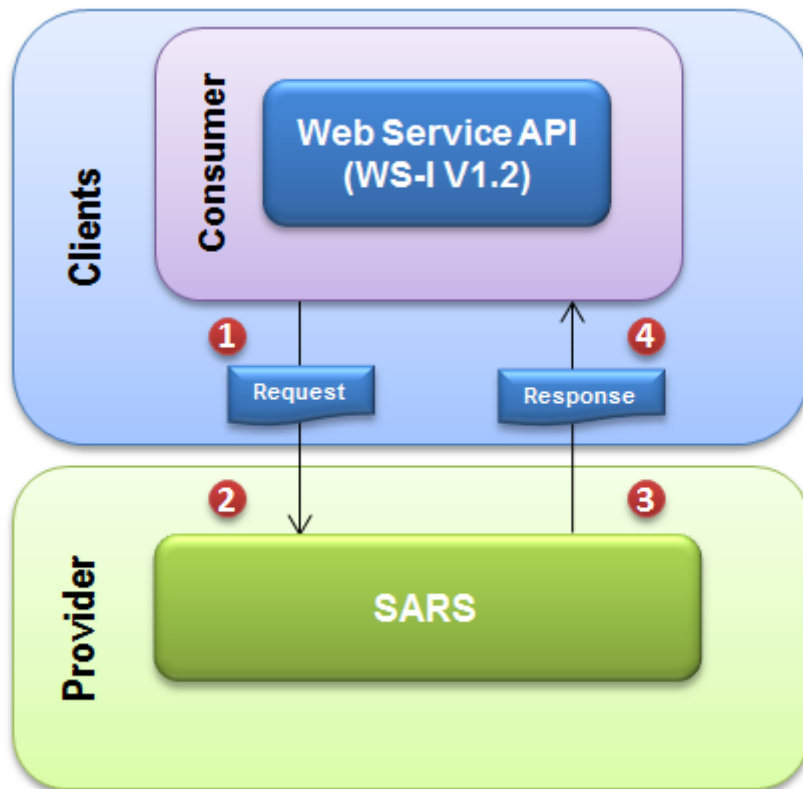 Clients
Consumer
Web Service API
(WS-I V1.2)
1
4
Request
Response
2
3
Provider
SARS